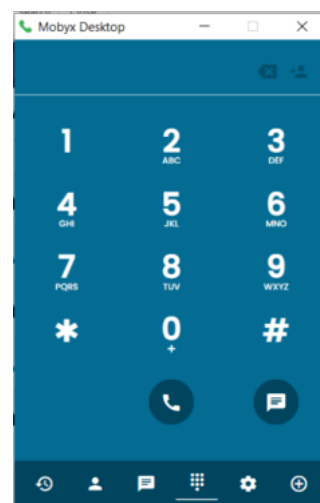 Mobyx Desktop
1 2 3
ABC DEF
4 5 6
GHI JKL MNO
7 8 9
PQRS TUV WXYZ
* 0 #
+